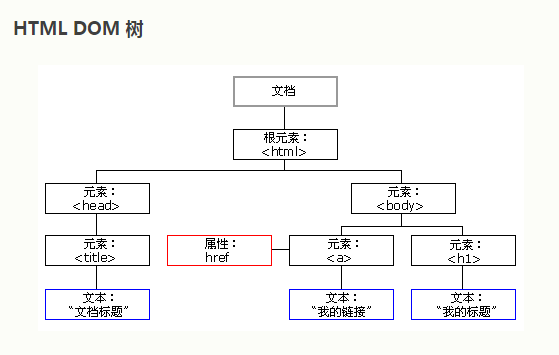 HTML DOM 树
文档
根元素：
<html>
元素：
<head>
元素：
<body>
元素：
<title>
属性：
href
元素：
<a>
元素：
<h1>
文本：
“文档标题”
文本：
“我的链接”
文本：
“我的标题”